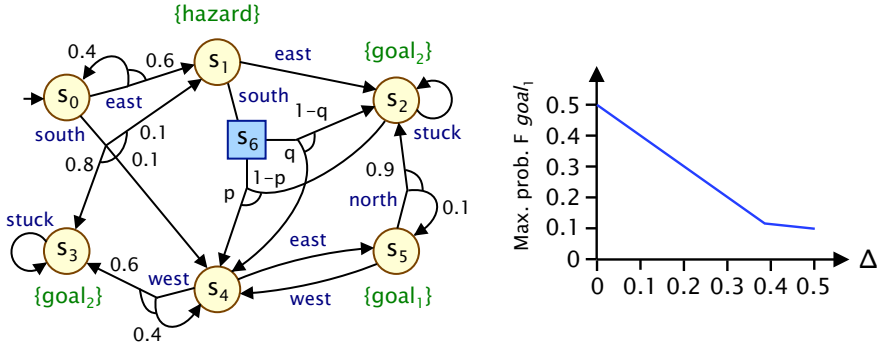 {hazard}
0.4
0.6
s1
east
{goal2}
s0
east
south
1–q
s2
south
0.1
s6
q
stuck
0.8
0.1
1–p
p
0.9
stuck
north
0.1
s3
0.6
west
east
s5
{goal2}
s4
west
{goal1}
0.4
Max. prob. F goal1
0.5
0.4
0.3
0.2
0.1
0
0 0.1 0.2 0.3 0.4 0.5
Δ